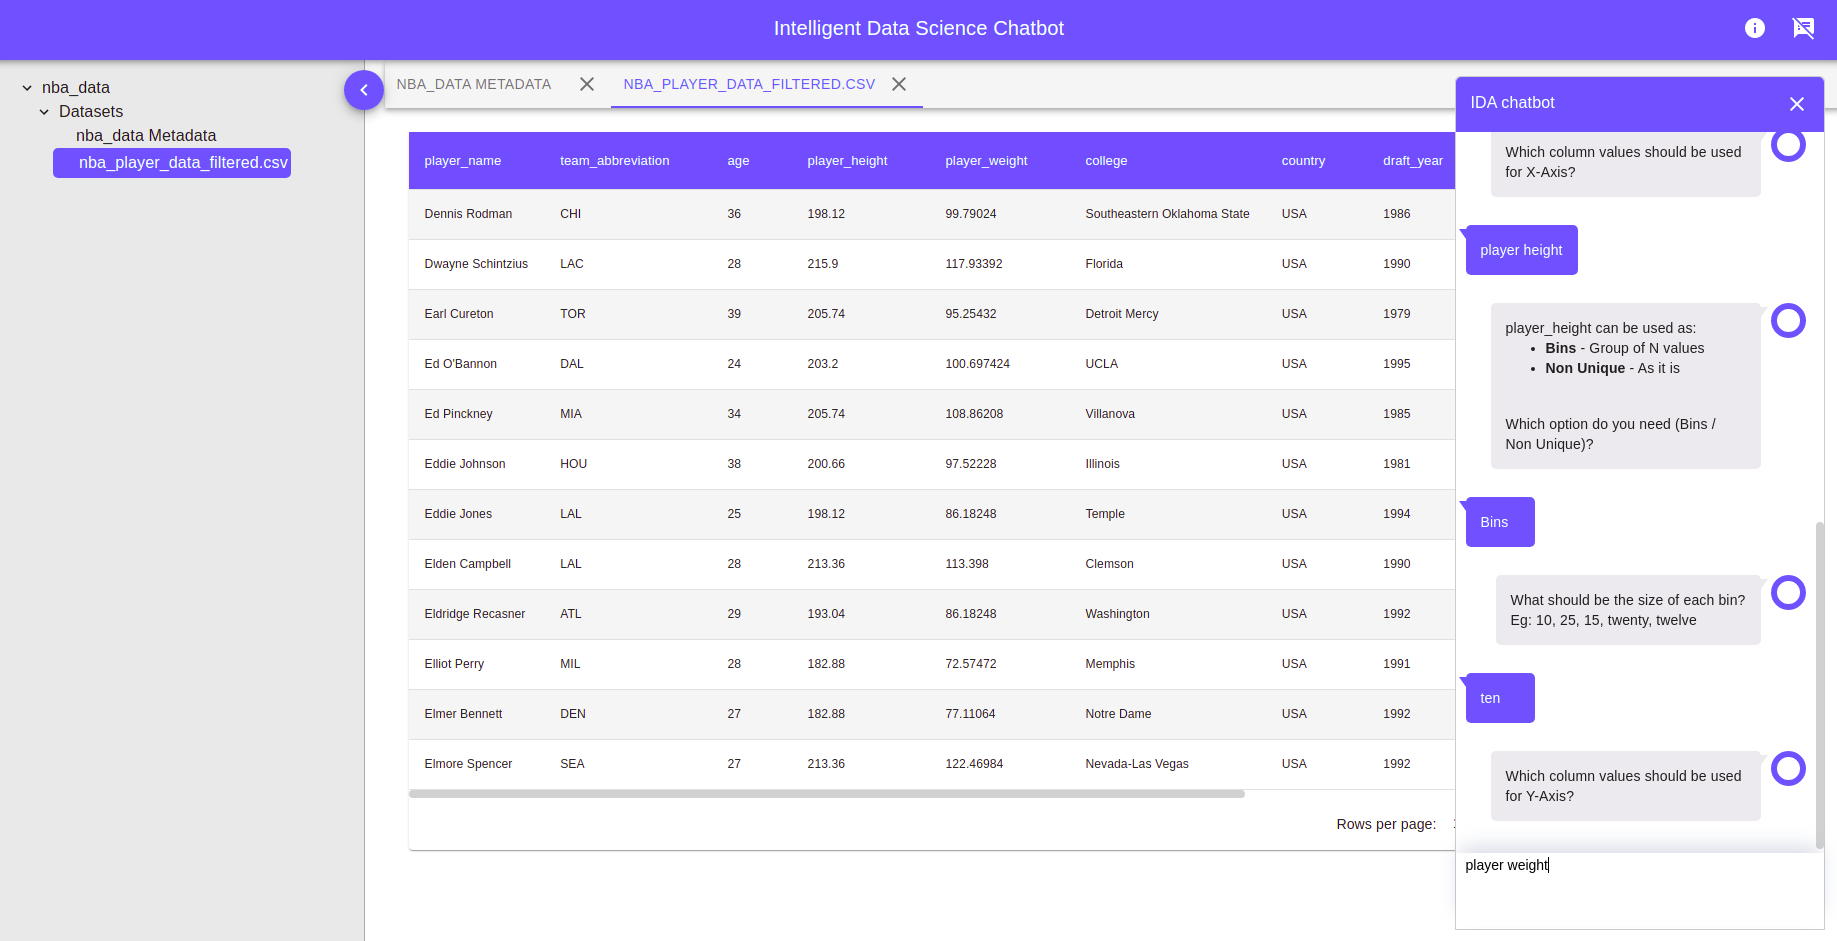 Intelligent Data Science Chatbot
nba_data
Datasets
nba_data Metadata
nba_player_data_filtered.csv
NBA_DATA METADATA
NBA_PLAYER_DATA_FILTERED.CSV
player_name team_abbreviation age player_height player_weight college country draft_year
Dennis Rodman CHI 36 198.12 99.79024 Southeastern Oklahoma State USA 1986
Dwayne Schintzius LAC 28 215.9 117.93392 Florida USA 1990
Earl Cureton TOR 39 205.74 95.25432 Detroit Mercy USA 1979
Ed O'Bannon DAL 24 203.2 100.697424 UCLA USA 1995
Ed Pinckney MIA 34 205.74 108.86208 Villanova USA 1985
Eddie Johnson HOU 38 200.66 97.52228 Illinois USA 1981
Eddie Jones LAL 25 198.12 86.18248 Temple USA 1994
Elden Campbell LAL 28 213.36 113.398 Clemson USA 1990
Eldridge Recasner ATL 29 193.04 86.18248 Washington USA 1992
Elliot Perry MIL 28 182.88 72.57472 Memphis USA 1991
Elmer Bennett DEN 27 182.88 77.11064 Notre Dame USA 1992
Elmore Spencer SEA 27 213.36 122.46984 Nevada-Las Vegas USA 1992
Rows per page:
IDA chatbot
Which column values should be used
for X-Axis?
player height
player_height can be used as:
• Bins - Group of N values
• Non Unique - As it is
Which option do you need (Bins /
Non Unique)?
Bins
What should be the size of each bin?
Eg: 10, 25, 15, twenty, twelve
ten
Which column values should be used
for Y-Axis?
player weight